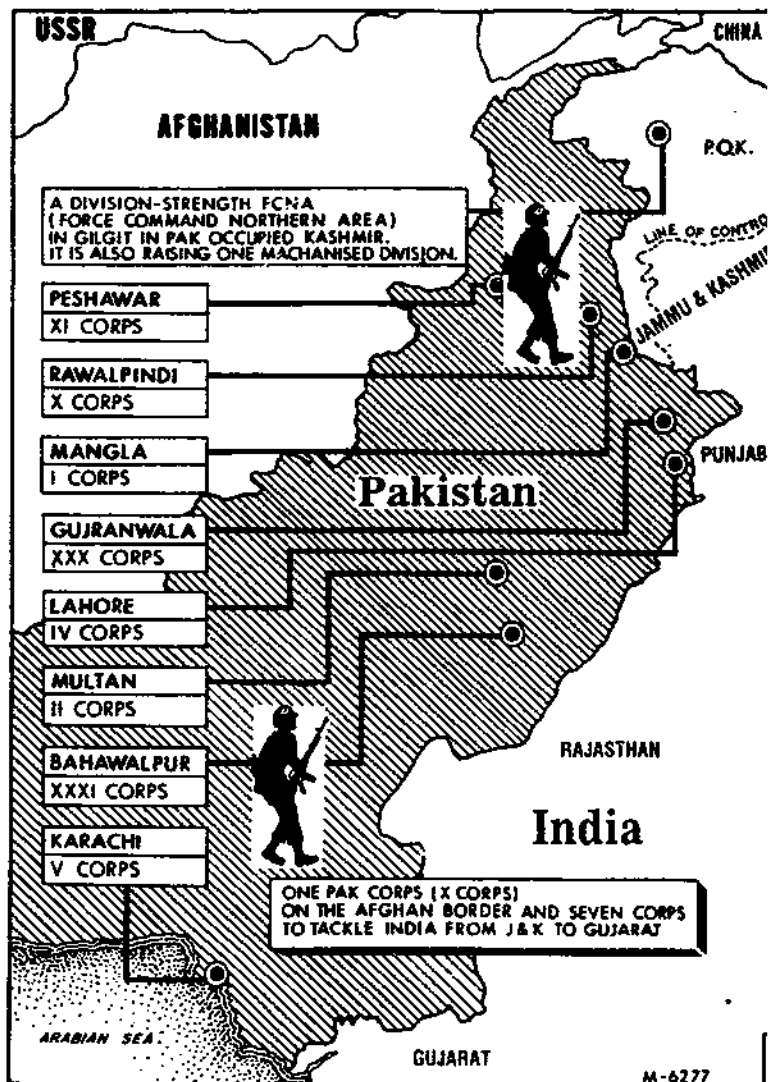 USSR
CHINA
AFGHANISTAN
P.O.K.
A DIVISION-STRENGTH FCNA
(FORCE COMMAND NORTHERN AREA)
IN GILGIT IN PAK OCCUPIED KASHMIR.
IT IS ALSO RAISING ONE MACHANISED DIVISION.
LINE OF CONTRO
JAMMU & KASHMIR
PESHAWAR
XI CORPS
RAWALPINDI
X CORPS
MANGLA
I CORPS
PUNJAB
Pakistan
GUJRANWALA
XXX CORPS
LAHORE
IV CORPS
MULTAN
II CORPS
BAHAWALPUR
XXXI CORPS
RAJASTHAN
India
KARACHI
V CORPS
ONE PAK CORPS (X CORPS)
ON THE AFGHAN BORDER AND SEVEN CORPS
TO TACKLE INDIA FROM J&K TO GUJARAT
ARABIAN SEA.
GUJARAT
M-6277